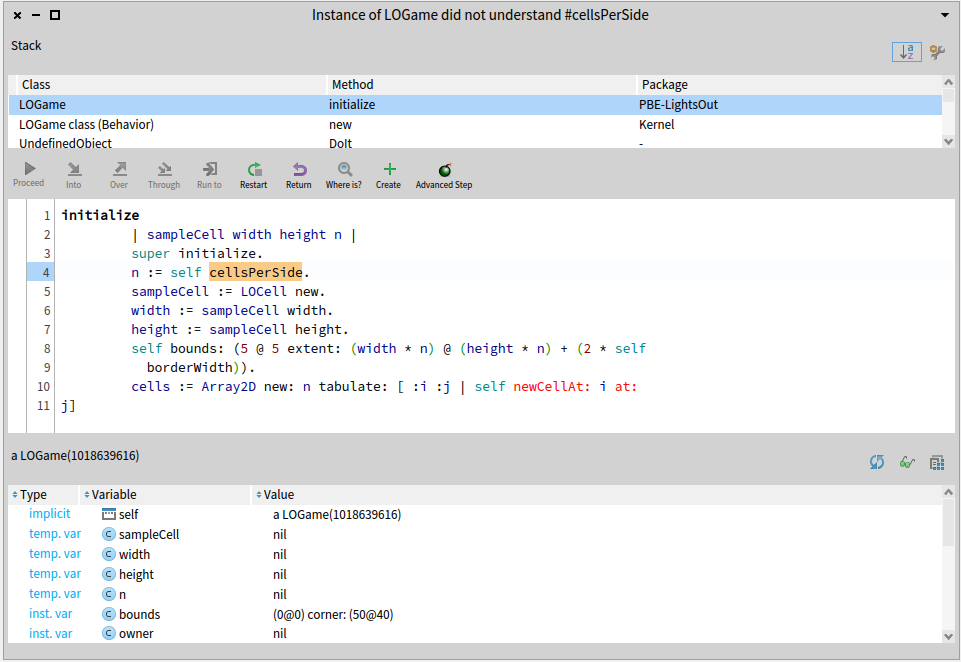 Instance of LOGame did not understand #cellsPerSide
Stack
Class Method Package
LOGame initialize PBE-LightsOut
LOGame class (Behavior) new Kernel
UndefinedObject DoIt -
Proceed Into Over Through Run to Restart Return Where is? Create Advanced Step
1 initialize
2 | sampleCell width height n |
3 super initialize.
4 n := self cellsPerSide.
5 sampleCell := LOCell new.
6 width := sampleCell width.
7 height := sampleCell height.
8 self bounds: (5 @ 5 extent: (width * n) @ (height * n) + (2 * self
9 borderWidth)).
10 cells := Array2D new: n tabulate: [ :i :j | self newCellAt: i at:
11 j]
a LOGame(1018639616)
Type Variable Value
implicit self a LOGame(1018639616)
temp. var C sampleCell nil
temp. var C width nil
temp. var C height nil
temp. var C n nil
inst. var C bounds (0@0) corner: (50@40)
inst. var C owner nil